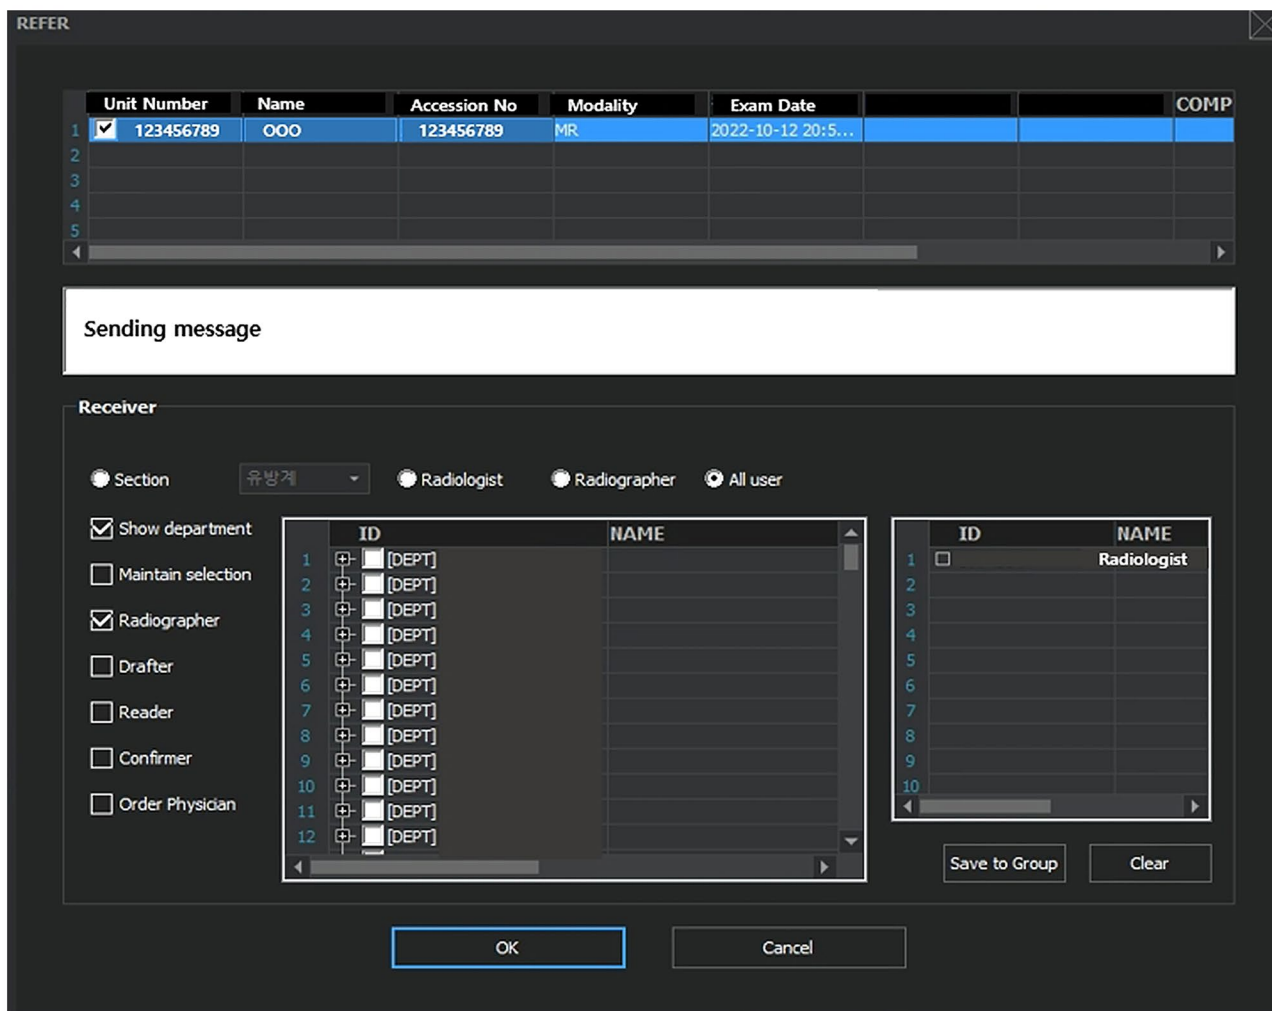 REFER
Unit Number Name Accession No Modality Exam Date COMP
1 123456789 OOO 123456789 MR 2022-10-12 20:5...
2
3
4
5
Sending message
Receiver
Section 유방계 Radiologist Radiographer All user
Show department
Maintain selection
Radiographer
Drafter
Reader
Confirmer
Order Physician
ID NAME
1 [DEPT]
2 [DEPT]
3 [DEPT]
4 [DEPT]
5 [DEPT]
6 [DEPT]
7 [DEPT]
8 [DEPT]
9 [DEPT]
10 [DEPT]
11 [DEPT]
12 [DEPT]
ID NAME
1 Radiologist
2
3
4
5
6
7
8
9
10
Save to Group Clear
OK Cancel